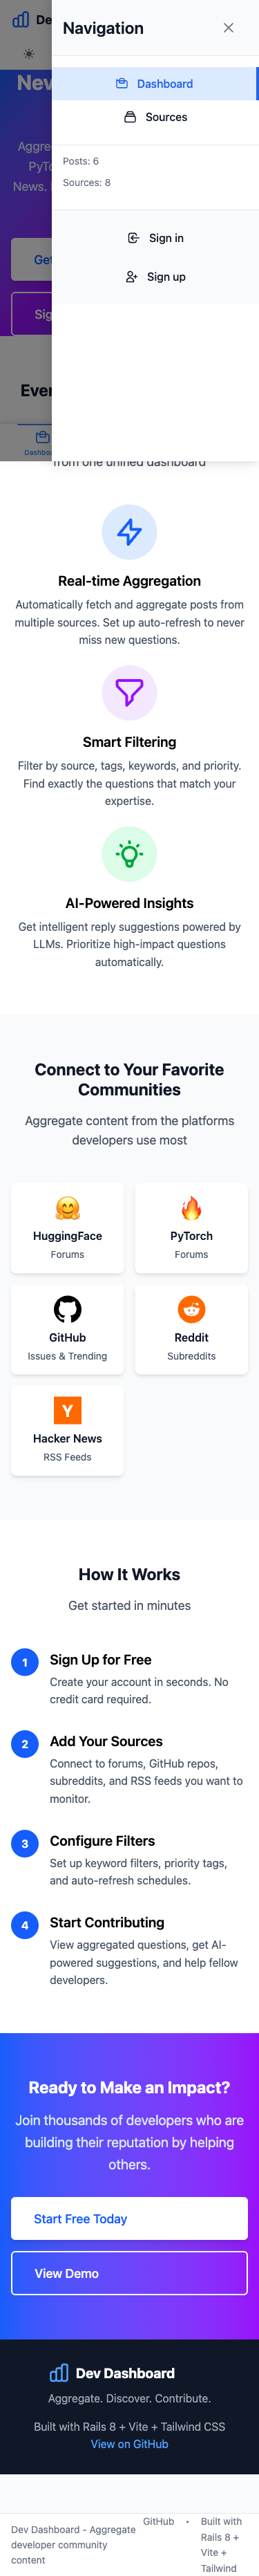 De
Navigation
Dashboard
Sources
Posts: 6
Sources: 8
Sign in
Sign up
Nev
PyTo
News.
Get
Sig
Ever
from one unified dashboard
Real-time Aggregation
Automatically fetch and aggregate posts from
multiple sources. Set up auto-refresh to never
miss new questions.
Smart Filtering
Filter by source, tags, keywords, and priority.
Find exactly the questions that match your
expertise.
AI-Powered Insights
Get intelligent reply suggestions powered by
LLMs. Prioritize high-impact questions
automatically.
Connect to Your Favorite
Communities
Aggregate content from the platforms
developers use most
HuggingFace
Forums
PyTorch
Forums
GitHub
Issues & Trending
Reddit
Subreddits
Y
Hacker News
RSS Feeds
How It Works
Get started in minutes
1
Sign Up for Free
Create your account in seconds. No
credit card required.
2
Add Your Sources
Connect to forums, GitHub repos,
subreddits, and RSS feeds you want to
monitor.
3
Configure Filters
Set up keyword filters, priority tags,
and auto-refresh schedules.
4
Start Contributing
View aggregated questions, get AI-
powered suggestions, and help fellow
developers.
Ready to Make an Impact?
Join thousands of developers who are
building their reputation by helping
others.
Start Free Today
View Demo
Dev Dashboard
Aggregate. Discover. Contribute.
Built with Rails 8 + Vite + Tailwind CSS
View on GitHub
Dev Dashboard - Aggregate
developer community
content
GitHub
•
Built with
Rails 8 +
Vite +
Tailwind